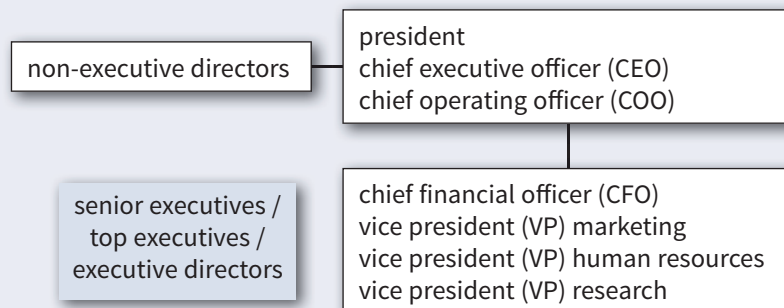 non-executive directors
president
chief executive officer (CEO)
chief operating officer (COO)
senior executives /
top executives /
executive directors
chief financial officer (CFO)
vice president (VP) marketing
vice president (VP) human resources
vice president (VP) research